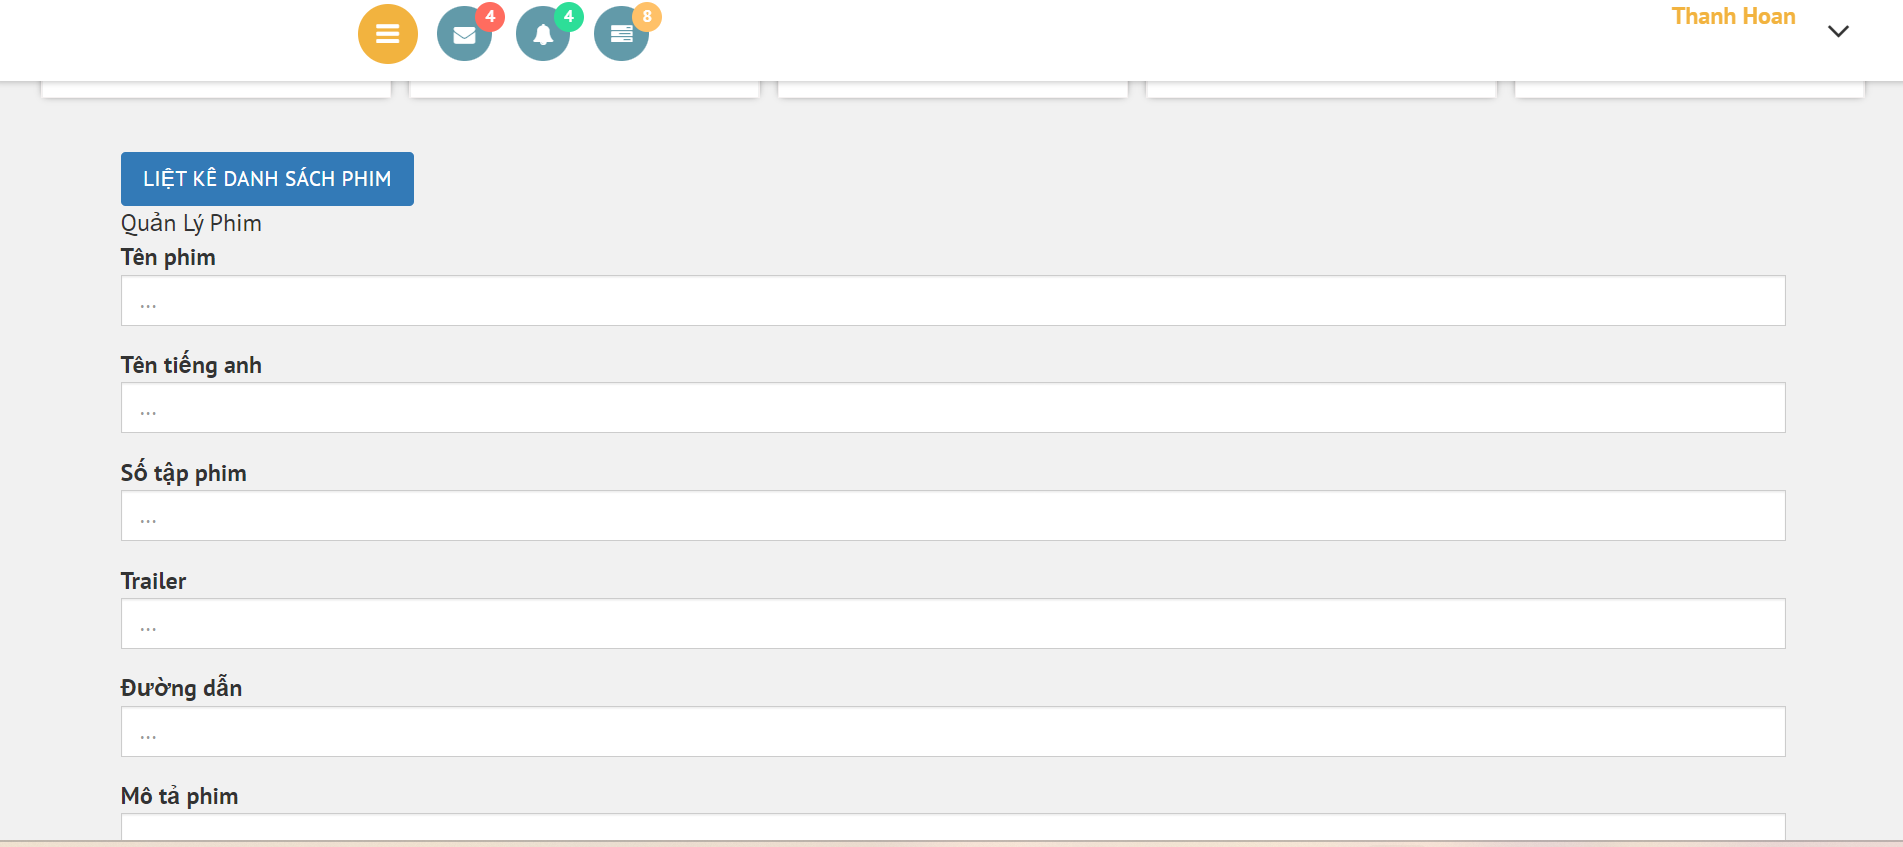 4
4
8
Thanh Hoan
LIỆT KÊ DANH SÁCH PHIM
Quản Lý Phim
Tên phim
...
Tên tiếng anh
...
Số tập phim
...
Trailer
...
Đường dẫn
...
Mô tả phim